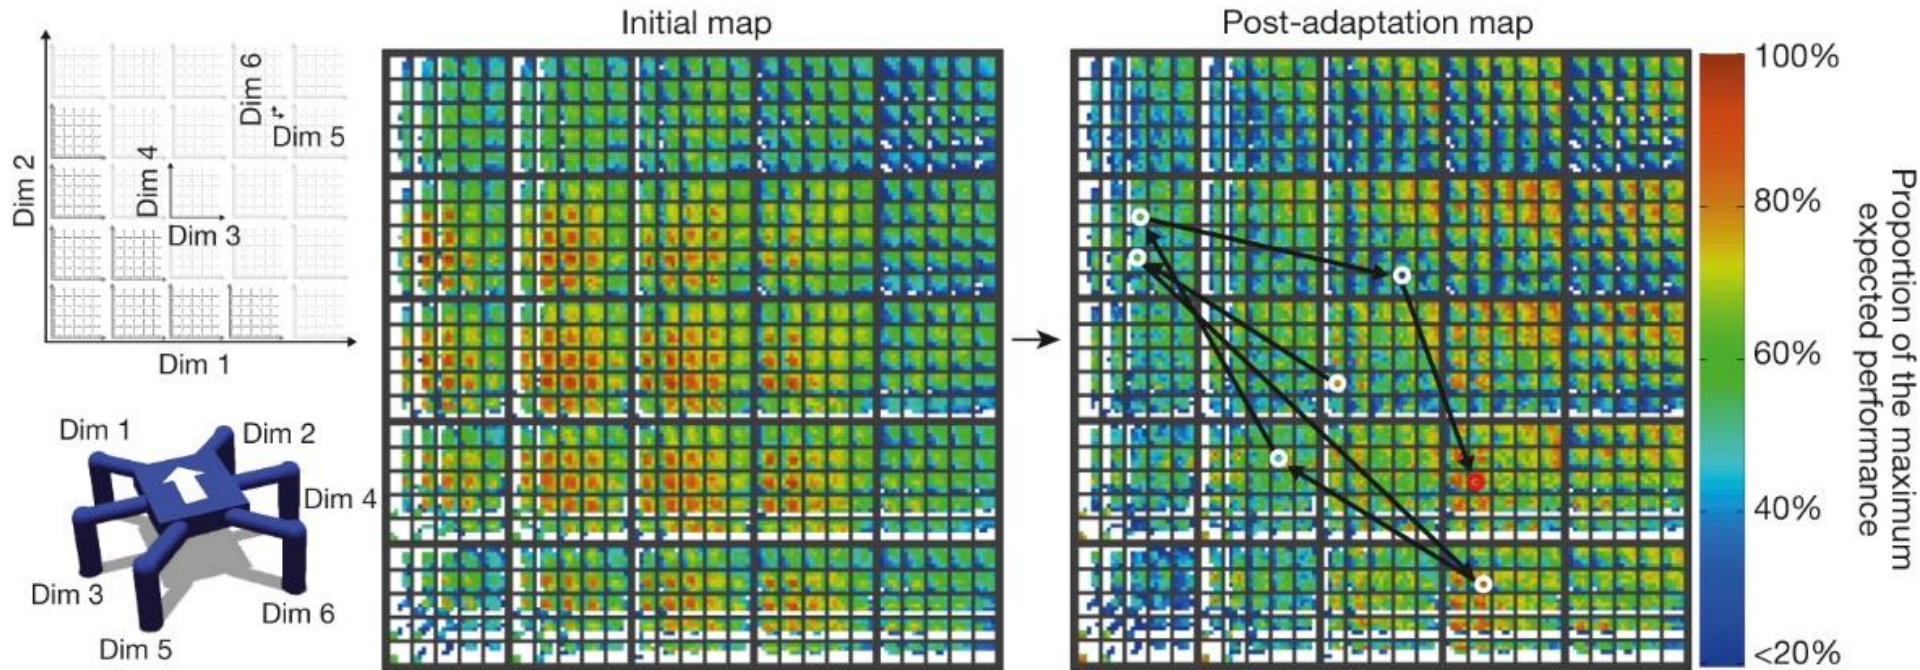 Initial map
Post-adaptation map
Dim 2
Dim 6
Dim 5
Dim 4
Dim 3
Dim 1
100%
80%
60%
40%
<20%
Proportion of the maximum
expected performance
Dim 1
Dim 2
Dim 4
Dim 3
Dim 6
Dim 5